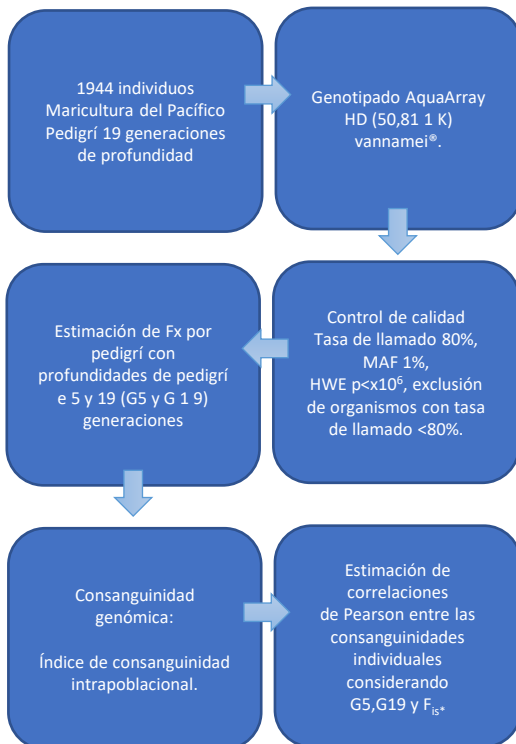 1944 individuos
Maricultura del Pacífico
Pedigrí 19 generaciones
de profundidad
Genotipado AquaArray
HD (50,81 1 K)
vannamei®.
Control de calidad
Tasa de llamado 80%,
MAF 1%,
HWE p<x10⁶, exclusión
de organismos con tasa
de llamado <80%.
Estimación de Fx por
pedigrí con
profundidades de pedigrí
e 5 y 19 (G5 y G 1 9)
generaciones
Consanguinidad
genómica:
Índice de consanguinidad
intrapoblacional.
Estimación de
correlaciones
de Pearson entre las
consanguinidades
individuales
considerando
G5,G19 y Fis*